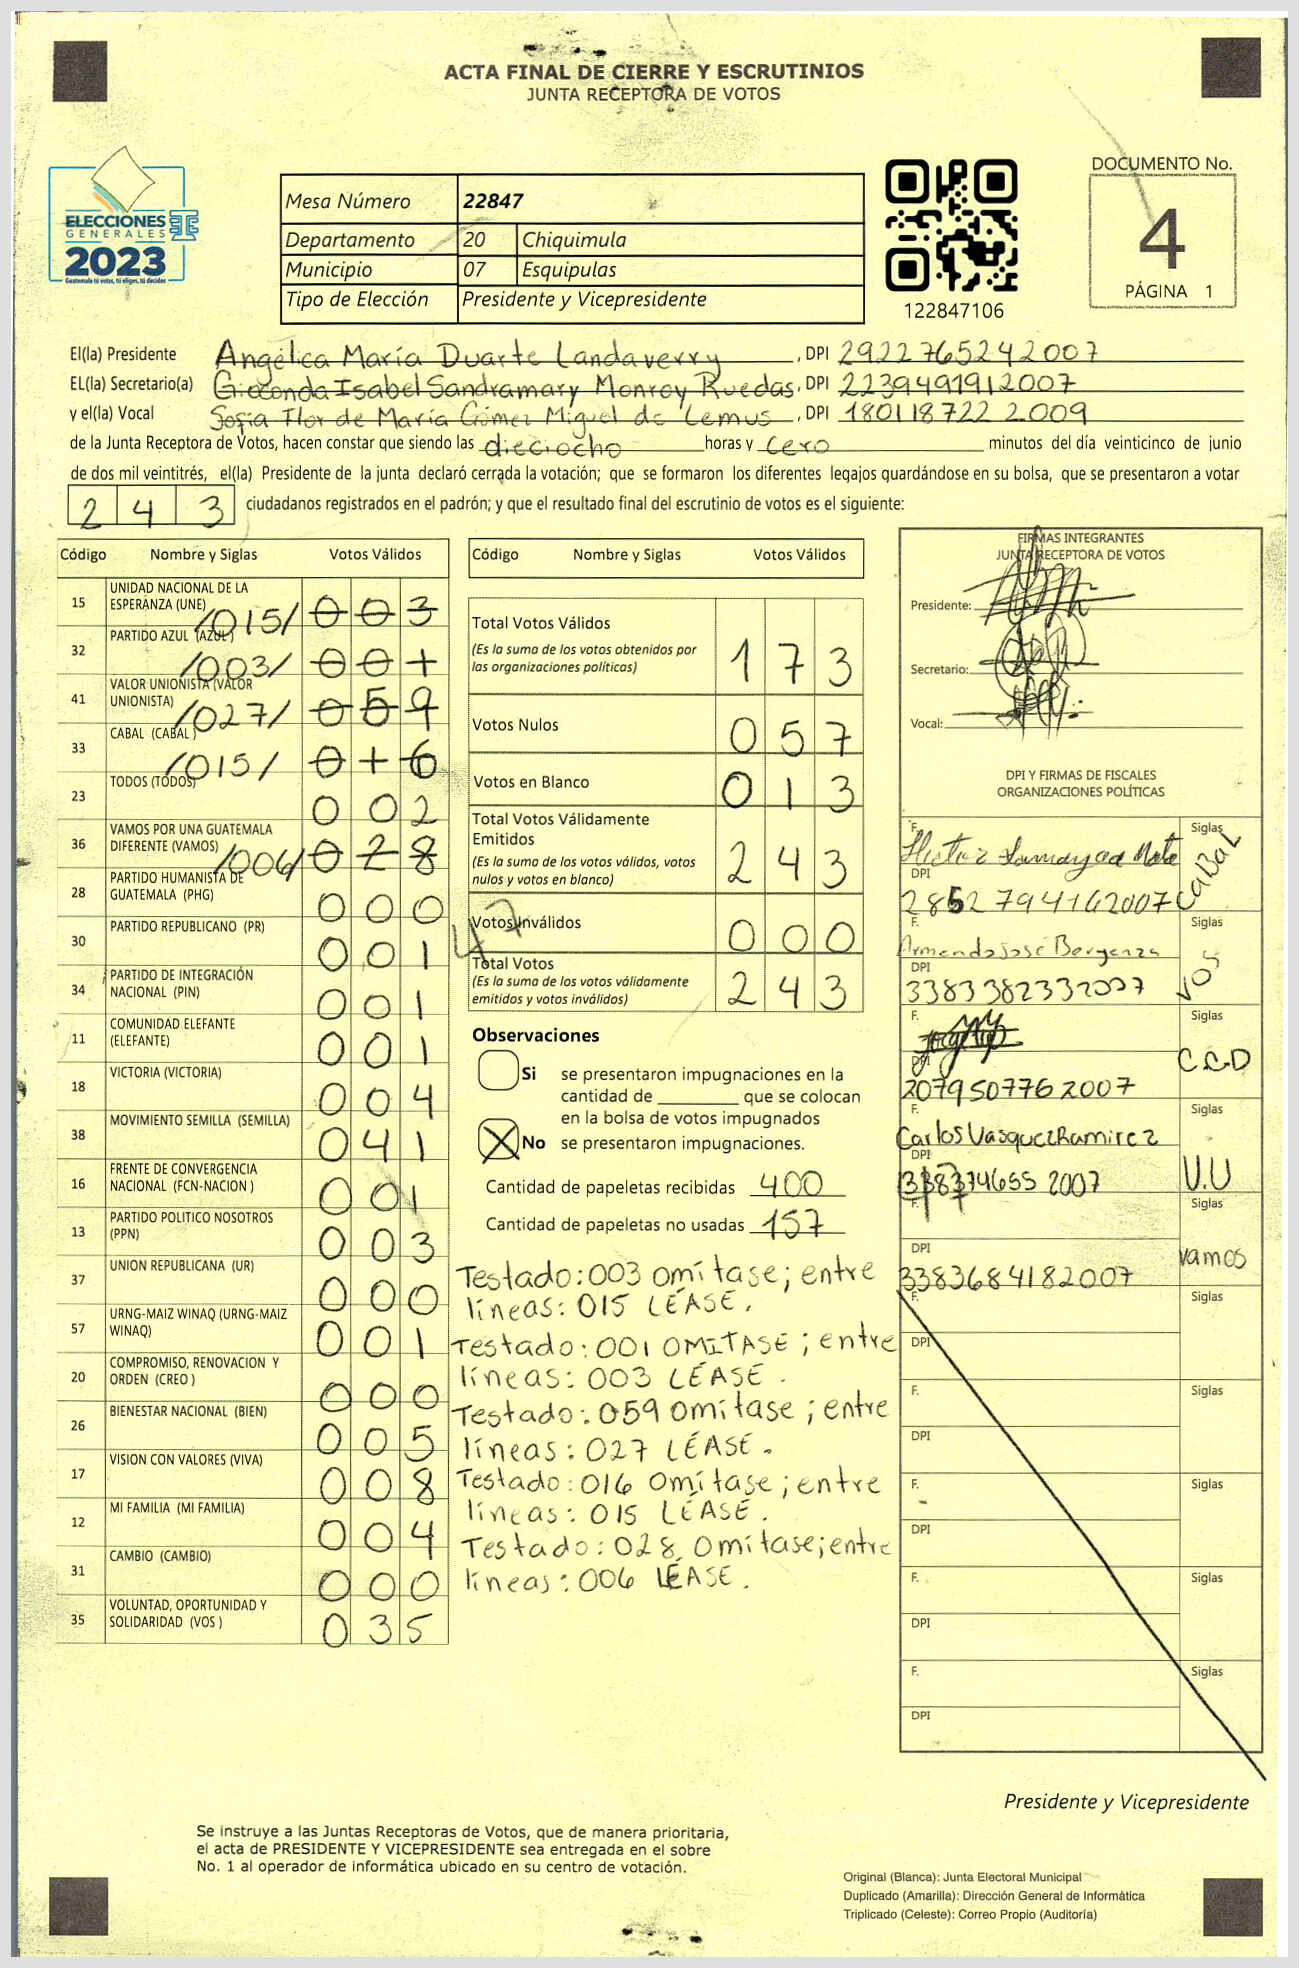 ACTA FINAL DE CIERRE Y ESCRUTINIOS
JUNTA RECEPTORA DE VOTOS
ELECCIONES
GENERALES
2023
Guatemala tú votas, tú eliges, tú decides
Mesa Número 22847
Departamento 20 Chiquimula
Municipio 07 Esquipulas
Tipo de Elección Presidente y Vicepresidente
122847106
DOCUMENTO No.
4
PÁGINA 1
El(la) Presidente Angélica María Duarte Landaverry, DPI 2922765242007
EL(la) Secretario(a) Gioconda Isabel Sandramary Monroy Ruedas, DPI 2239491912007
y el(la) Vocal Sofía Flor de María Gómez Miguel de Lemus, DPI 1801187222009
de la Junta Receptora de Votos, hacen constar que siendo las dieciocho horas y cero minutos del día veinticinco de junio
de dos mil veintitrés, el(la) Presidente de la junta declaró cerrada la votación; que se formaron los diferentes legajos guardándose en su bolsa, que se presentaron a votar
2 4 3 ciudadanos registrados en el padrón; y que el resultado final del escrutinio de votos es el siguiente:
Código Nombre y Siglas Votos Válidos
15 UNIDAD NACIONAL DE LA
ESPERANZA (UNE) /015/ 0 0 3
32 PARTIDO AZUL (AZUL) /003/ 0 0 1
41 VALOR UNIONISTA (VALOR
UNIONISTA) /027/ 0 5 9
33 CABAL (CABAL) /015/ 0 1 6
23 TODOS (TODOS) 0 0 2
36 VAMOS POR UNA GUATEMALA
DIFERENTE (VAMOS) /006/ 0 2 8
28 PARTIDO HUMANISTA DE
GUATEMALA (PHG) 0 0 0
30 PARTIDO REPUBLICANO (PR) 0 0 1
34 PARTIDO DE INTEGRACIÓN
NACIONAL (PIN) 0 0 1
11 COMUNIDAD ELEFANTE
(ELEFANTE) 0 0 1
18 VICTORIA (VICTORIA) 0 0 4
38 MOVIMIENTO SEMILLA (SEMILLA) 0 4 1
16 FRENTE DE CONVERGENCIA
NACIONAL (FCN-NACION) 0 0 1
13 PARTIDO POLITICO NOSOTROS
(PPN) 0 0 3
37 UNION REPUBLICANA (UR) 0 0 0
57 URNG-MAIZ WINAQ (URNG-MAIZ
WINAQ) 0 0 1
20 COMPROMISO, RENOVACION Y
ORDEN (CREO) 0 0 0
26 BIENESTAR NACIONAL (BIEN) 0 0 5
17 VISION CON VALORES (VIVA) 0 0 8
12 MI FAMILIA (MI FAMILIA) 0 0 4
31 CAMBIO (CAMBIO) 0 0 0
35 VOLUNTAD, OPORTUNIDAD Y
SOLIDARIDAD (VOS) 0 3 5
Código Nombre y Siglas Votos Válidos
Total Votos Válidos
(Es la suma de los votos obtenidos por
las organizaciones políticas) 1 7 3
Votos Nulos 0 5 7
Votos en Blanco 0 1 3
Total Votos Válidamente
Emitidos
(Es la suma de los votos válidos, votos
nulos y votos en blanco) 2 4 3
47
Votos Inválidos 0 0 0
Total Votos
(Es la suma de los votos válidamente
emitidos y votos inválidos) 2 4 3
Observaciones
Si se presentaron impugnaciones en la
cantidad de ________ que se colocan
en la bolsa de votos impugnados
X No se presentaron impugnaciones.
Cantidad de papeletas recibidas 400
Cantidad de papeletas no usadas 157
Testado: 003 omítase; entre
líneas: 015 LÉASE.
Testado: 001 OMÍTASE; entre
líneas: 003 LÉASE.
Testado: 059 omítase; entre
líneas: 027 LÉASE.
Testado: 016 omítase; entre
líneas: 015 LÉASE.
Testado: 028 omítase; entre
líneas: 006 LÉASE.
FIRMAS INTEGRANTES
JUNTA RECEPTORA DE VOTOS
Presidente:
Secretario:
Vocal:
DPI Y FIRMAS DE FISCALES
ORGANIZACIONES POLÍTICAS
F. Hector Samayoa Mata Siglas CABAL
DPI 2852794162007
F. Armando José Berganza Siglas VOS
DPI 3383382332007
F. Siglas C.C.D
DPI 2079507762007
F. Carlos Vasquez Ramirez Siglas U.U
DPI 3383374655 2007
F. Siglas vamos
DPI 3383684182007
F. Siglas
DPI
F. Siglas
DPI
F. Siglas
DPI
F. Siglas
DPI
F. Siglas
DPI
Presidente y Vicepresidente
Se instruye a las Juntas Receptoras de Votos, que de manera prioritaria,
el acta de PRESIDENTE Y VICEPRESIDENTE sea entregada en el sobre
No. 1 al operador de informática ubicado en su centro de votación.
Original (Blanca): Junta Electoral Municipal
Duplicado (Amarilla): Dirección General de Informática
Triplicado (Celeste): Correo Propio (Auditoría)